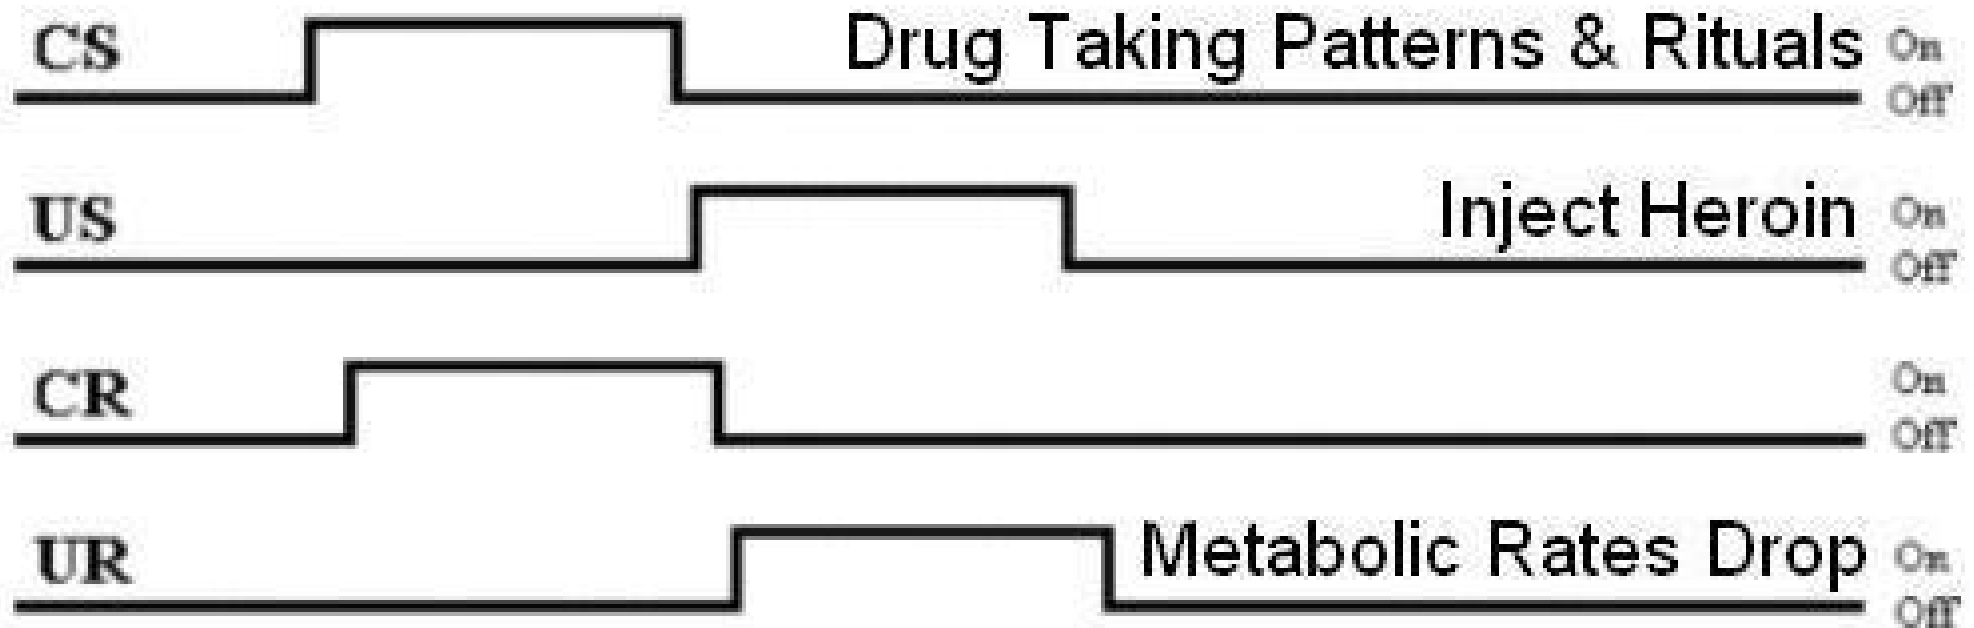 CS Drug Taking Patterns & Rituals On
Off
US Inject Heroin On
Off
CR On
Off
UR Metabolic Rates Drop On
Off